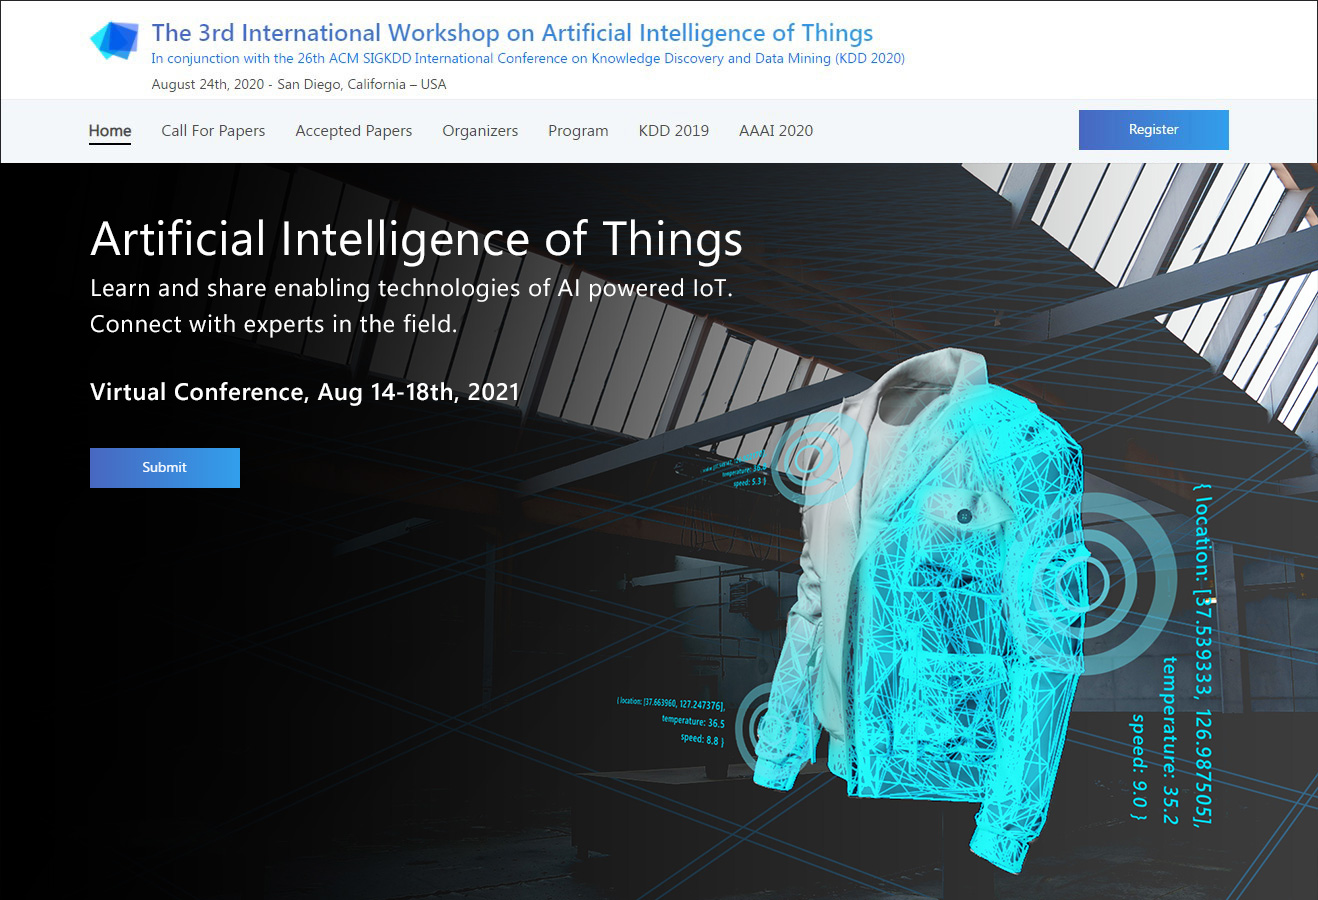 The 3rd International Workshop on Artificial Intelligence of Things
In conjunction with the 26th ACM SIGKDD International Conference on Knowledge Discovery and Data Mining (KDD 2020)
August 24th, 2020 - San Diego, California – USA
Home
Call For Papers
Accepted Papers
Organizers
Program
KDD 2019
AAAI 2020
Register
Artificial Intelligence of Things
Learn and share enabling technologies of AI powered IoT.
Connect with experts in the field.
Virtual Conference, Aug 14-18th, 2021
Submit
speed: 5.3 }
{ location: [37.663960, 127.247376],
temperature: 36.5
speed: 8.8 }
{ location: [37.539333, 126.987505],
temperature: 35.2
speed: 9.0 }